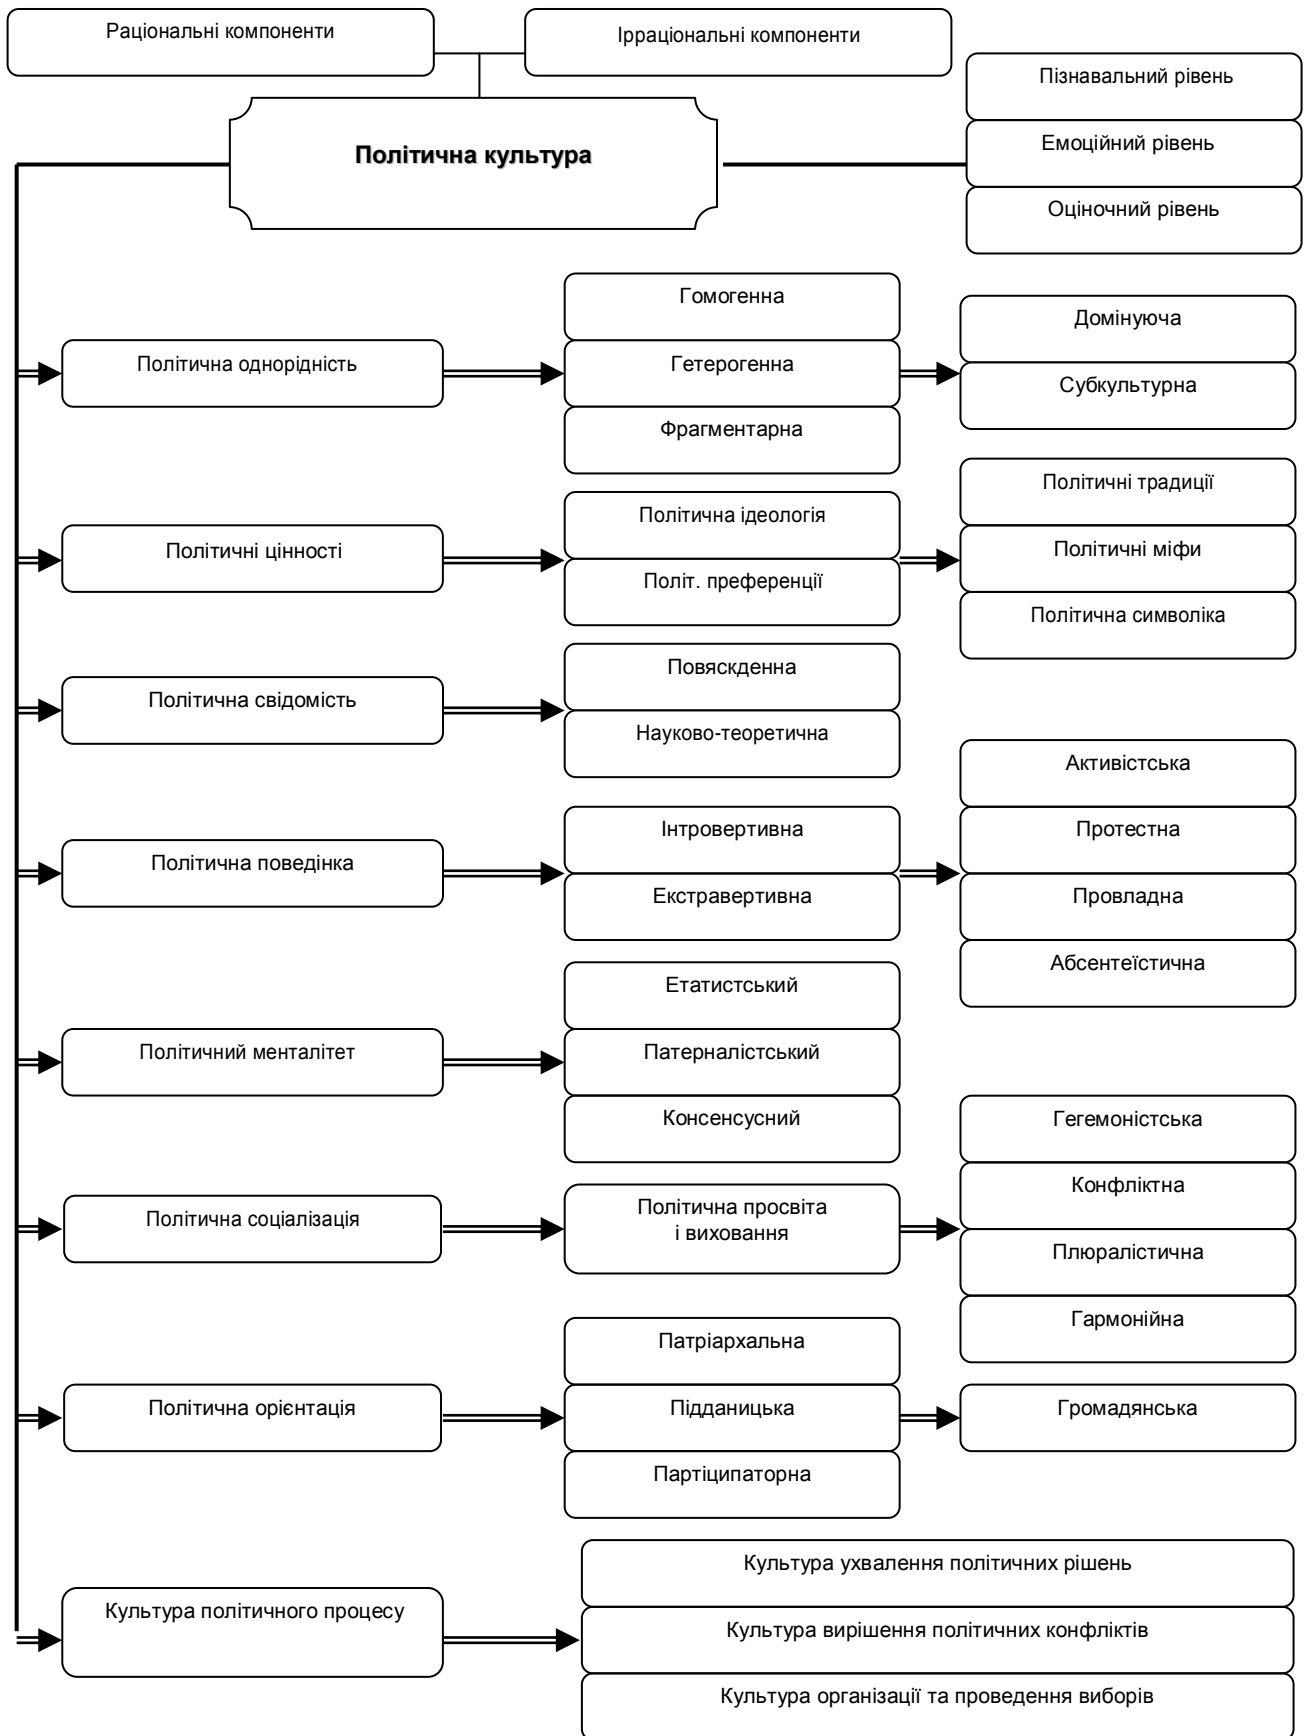 Раціональні компоненти
Ірраціональні компоненти
Пізнавальний рівень
Емоційний рівень
Оціночний рівень
Політична культура
Політична однорідність
Гомогенна
Гетерогенна
Фрагментарна
Домінуюча
Субкультурна
Політичні цінності
Політична ідеологія
Політ. преференції
Політичні традиції
Політичні міфи
Політична символіка
Політична свідомість
Повяскденна
Науково-теоретична
Політична поведінка
Інтровертивна
Екстравертивна
Активістська
Протестна
Провладна
Абсентеїстична
Політичний менталітет
Етатистський
Патерналістський
Консенсусний
Політична соціалізація
Політична просвіта
і виховання
Гегемоністська
Конфліктна
Плюралістична
Гармонійна
Політична орієнтація
Патріархальна
Підданицька
Партіципаторна
Громадянська
Культура політичного процесу
Культура ухвалення політичних рішень
Культура вирішення політичних конфліктів
Культура організації та проведення виборів